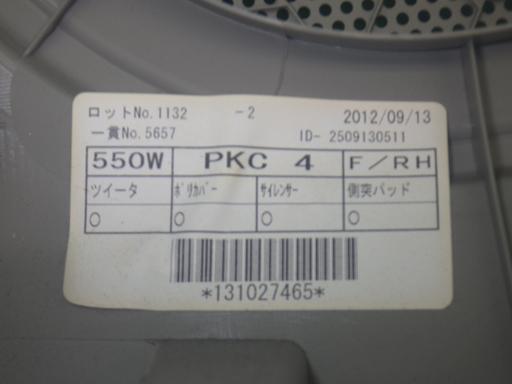 ロットNo.1132 -2 2012/09/13
一貫No.5657 ID- 2509130511
550W PKC 4 F/RH
ツイータ ポリカバー サイレンサー 側突パッド
○ ○ ○ ○
*131027465*